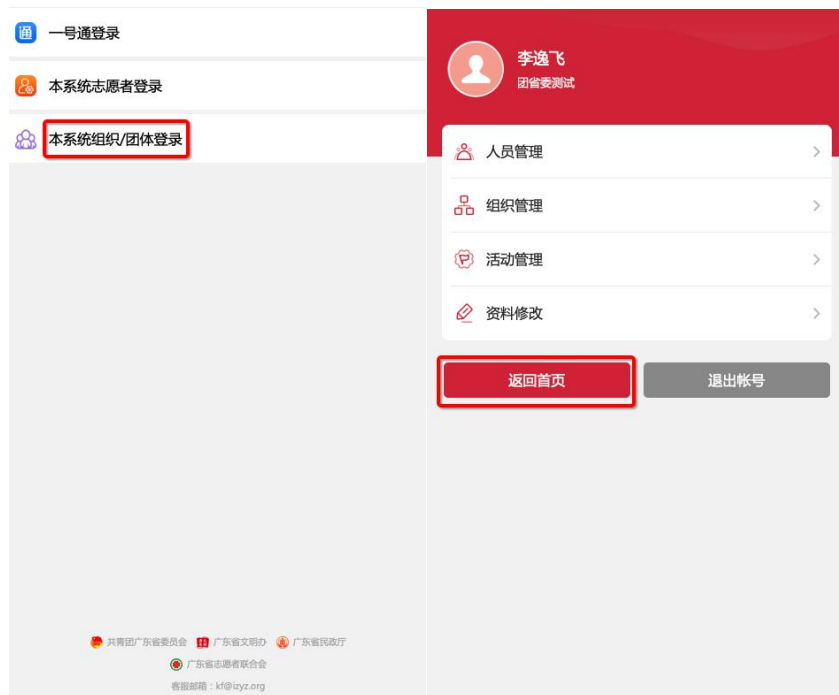 通 一号通登录
本系统志愿者登录
本系统组织/团体登录
共青团广东省委员会 广东省文明办 广东省民政厅
广东省志愿者联合会
客服邮箱：kf@izyz.org
李逸飞
团省委测试
人员管理
组织管理
活动管理
资料修改
返回首页 退出帐号